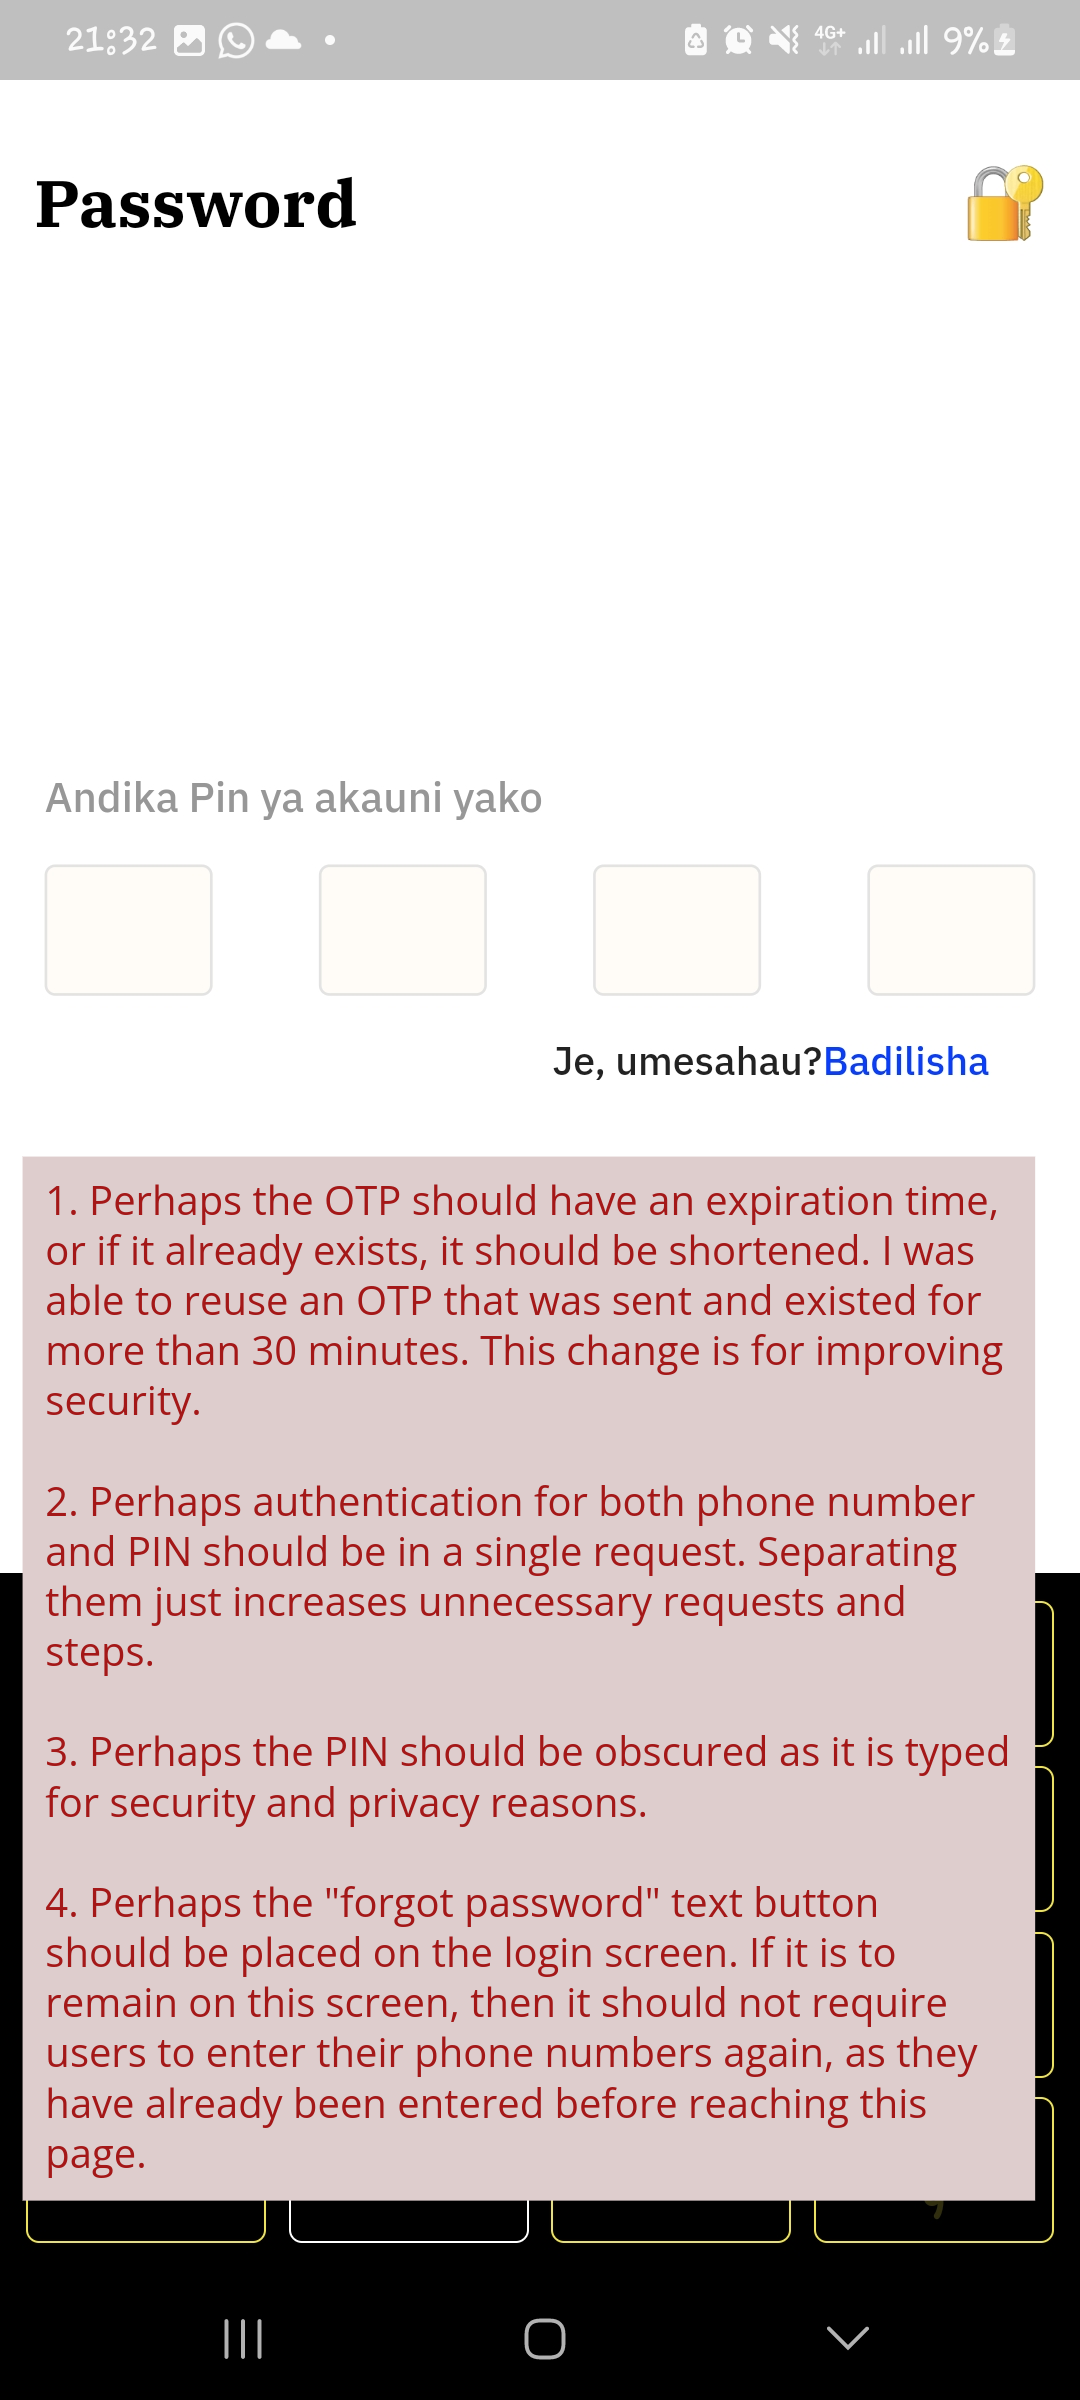 21:32
4G+
9%
Password
Andika Pin ya akauni yako
Je, umesahau?Badilisha
1. Perhaps the OTP should have an expiration time,
or if it already exists, it should be shortened. I was
able to reuse an OTP that was sent and existed for
more than 30 minutes. This change is for improving
security.
2. Perhaps authentication for both phone number
and PIN should be in a single request. Separating
them just increases unnecessary requests and
steps.
3. Perhaps the PIN should be obscured as it is typed
for security and privacy reasons.
4. Perhaps the "forgot password" text button
should be placed on the login screen. If it is to
remain on this screen, then it should not require
users to enter their phone numbers again, as they
have already been entered before reaching this
page.